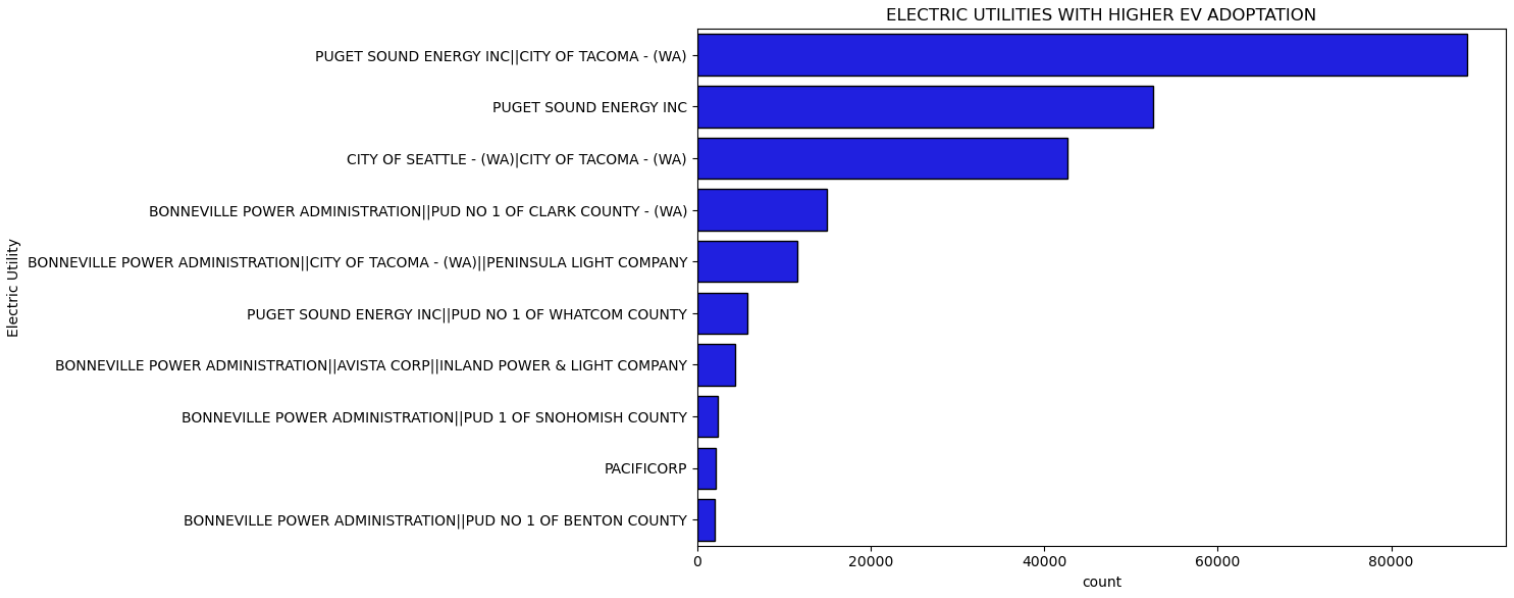 ELECTRIC UTILITIES WITH HIGHER EV ADOPTATION
PUGET SOUND ENERGY INC||CITY OF TACOMA - (WA)
PUGET SOUND ENERGY INC
CITY OF SEATTLE - (WA)|CITY OF TACOMA - (WA)
BONNEVILLE POWER ADMINISTRATION||PUD NO 1 OF CLARK COUNTY - (WA)
BONNEVILLE POWER ADMINISTRATION||CITY OF TACOMA - (WA)||PENINSULA LIGHT COMPANY
PUGET SOUND ENERGY INC||PUD NO 1 OF WHATCOM COUNTY
BONNEVILLE POWER ADMINISTRATION||AVISTA CORP||INLAND POWER & LIGHT COMPANY
BONNEVILLE POWER ADMINISTRATION||PUD 1 OF SNOHOMISH COUNTY
PACIFICORP
BONNEVILLE POWER ADMINISTRATION||PUD NO 1 OF BENTON COUNTY
Electric Utility
0 20000 40000 60000 80000
count